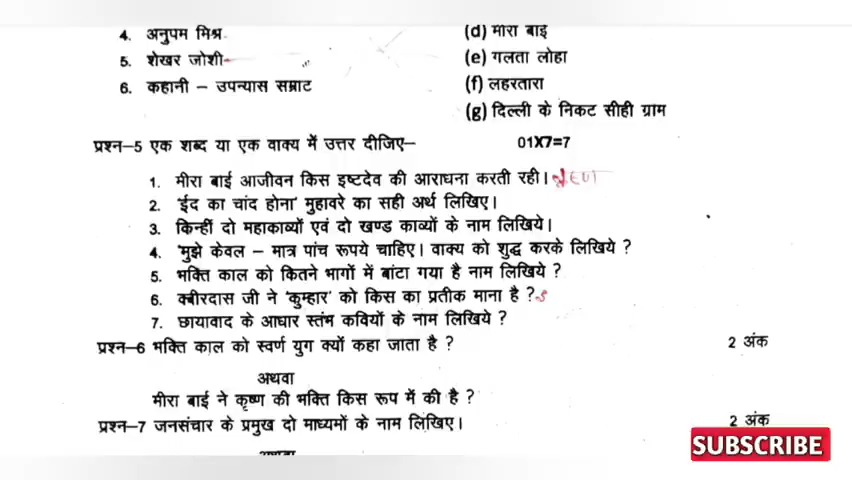 4. अनुपम मिश्र (d) मीरा बाई
5. शेखर जोशी (e) गलता लोहा
6. कहानी – उपन्यास सम्राट (f) लहरतारा
(g) दिल्ली के निकट सीही ग्राम
प्रश्न–5 एक शब्द या एक वाक्य में उत्तर दीजिए– 01X7=7
1. मीरा बाई आजीवन किस इष्टदेव की आराधना करती रही।
2. 'ईद का चांद होना' मुहावरे का सही अर्थ लिखिए।
3. किन्हीं दो महाकाव्यों एवं दो खण्ड काव्यों के नाम लिखिये।
4. 'मुझे केवल – मात्र पांच रूपये चाहिए। वाक्य को शुद्ध करके लिखिये ?
5. भक्ति काल को कितने भागों में बांटा गया है नाम लिखिये ?
6. क्बीरदास जी ने 'कुम्हार' को किस का प्रतीक माना है ?
7. छायावाद के आधार स्तंभ कवियों के नाम लिखिये ?
प्रश्न–6 भक्ति काल को स्वर्ण युग क्यों कहा जाता है ? 2 अंक
अथवा
मीरा बाई ने कृष्ण की भक्ति किस रूप में की है ?
प्रश्न–7 जनसंचार के प्रमुख दो माध्यमों के नाम लिखिए। 2 अंक
SUBSCRIBE